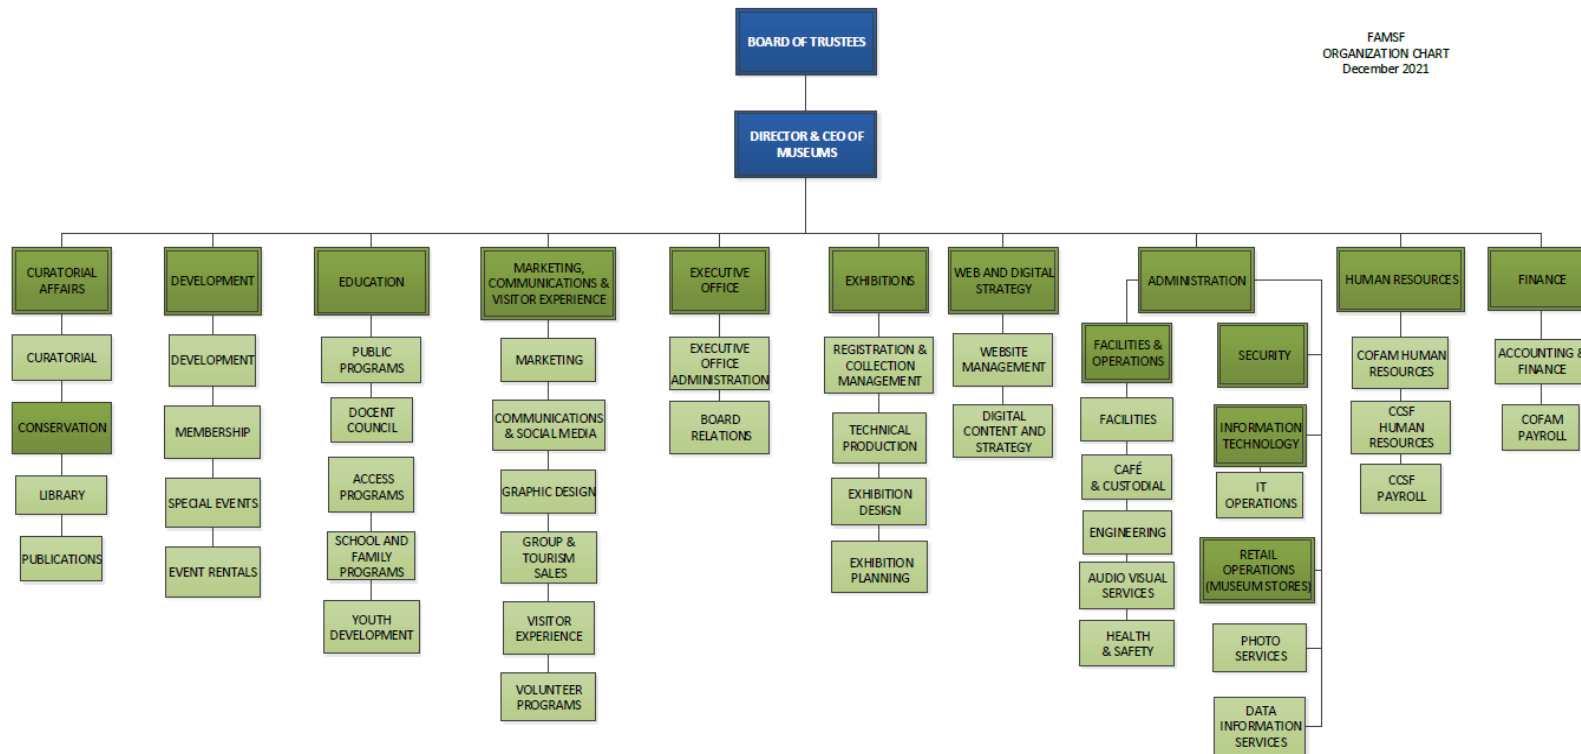 BOARD OF TRUSTEES
FAMSF
ORGANIZATION CHART
December 2021
DIRECTOR & CEO OF
MUSEUMS
CURATORIAL
AFFAIRS
CURATORIAL
CONSERVATION
LIBRARY
PUBLICATIONS
DEVELOPMENT
DEVELOPMENT
MEMBERSHIP
SPECIAL EVENTS
EVENT RENTALS
EDUCATION
PUBLIC
PROGRAMS
DOCENT
COUNCIL
ACCESS
PROGRAMS
SCHOOL AND
FAMILY
PROGRAMS
YOUTH
DEVELOPMENT
MARKETING,
COMMUNICATIONS &
VISITOR EXPERIENCE
MARKETING
COMMUNICATIONS
& SOCIAL MEDIA
GRAPHIC DESIGN
GROUP &
TOURISM
SALES
VISITOR
EXPERIENCE
VOLUNTEER
PROGRAMS
EXECUTIVE
OFFICE
EXECUTIVE
OFFICE
ADMINISTRATION
BOARD
RELATIONS
EXHIBITIONS
REGISTRATION &
COLLECTION
MANAGEMENT
TECHNICAL
PRODUCTION
EXHIBITION
DESIGN
EXHIBITION
PLANNING
WEB AND DIGITAL
STRATEGY
WEBSITE
MANAGEMENT
DIGITAL
CONTENT AND
STRATEGY
ADMINISTRATION
FACILITIES &
OPERATIONS
FACILITIES
CAFÉ
& CUSTODIAL
ENGINEERING
AUDIO VISUAL
SERVICES
HEALTH
& SAFETY
SECURITY
INFORMATION
TECHNOLOGY
IT
OPERATIONS
RETAIL
OPERATIONS
(MUSEUM STORES)
PHOTO
SERVICES
DATA
INFORMATION
SERVICES
HUMAN RESOURCES
COFAM HUMAN
RESOURCES
CCSF
HUMAN
RESOURCES
CCSF
PAYROLL
FINANCE
ACCOUNTING &
FINANCE
COFAM
PAYROLL